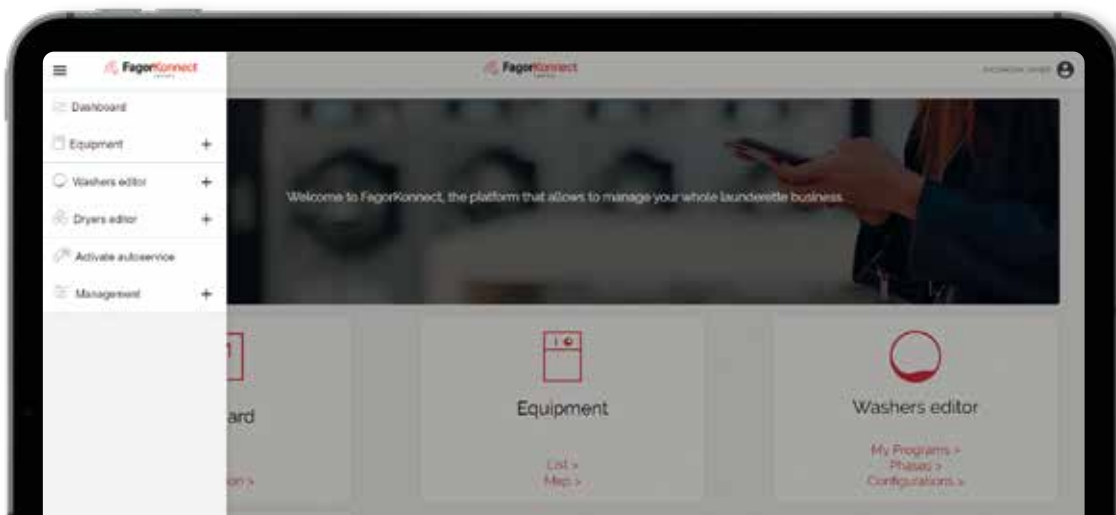 FagorKonnect
FagorKonnect
Dashboard
Equipment +
Washers editor +
Dryers editor +
Activate autoservice
Management +
Welcome to FagorKonnect, the platform that allows to manage your whole launderette business.
ard
on >
Equipment
List >
Map >
Washers editor
My Programs >
Phases >
Configurations >